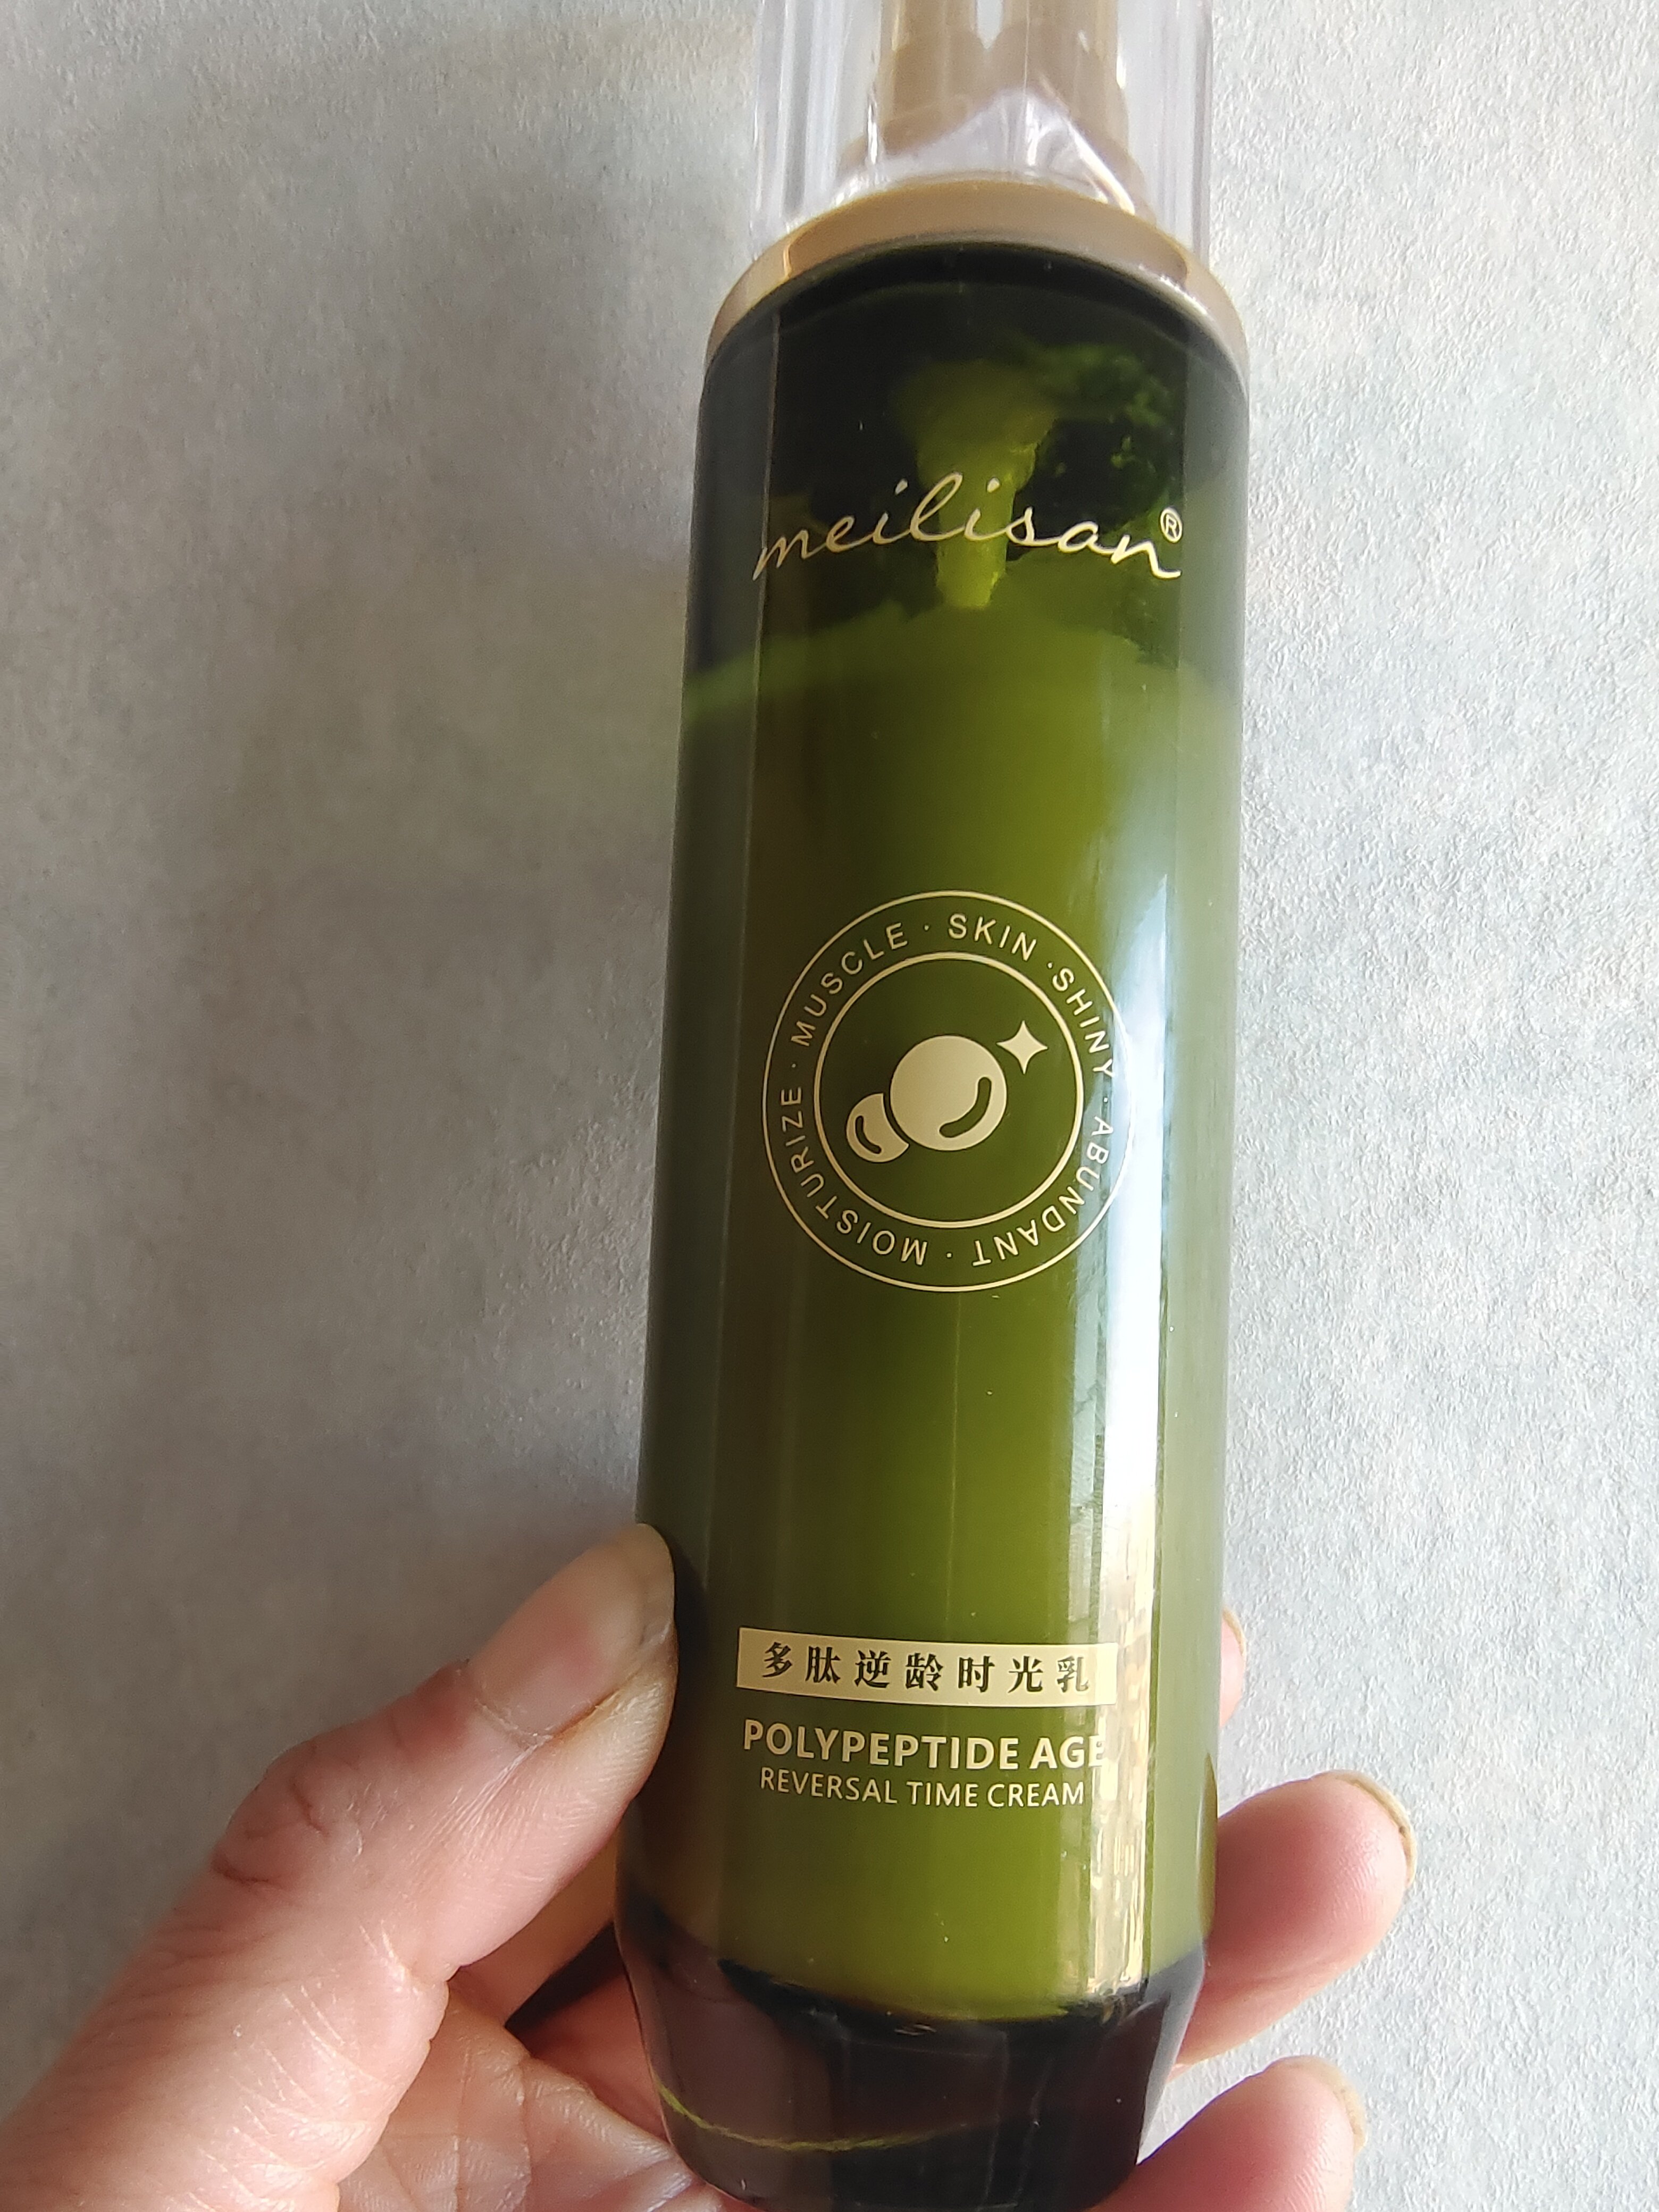 meilisan®
MUSCLE · SKIN · SHINY · ABUNDANT · MOISTURIZE ·
多肽逆龄时光乳
POLYPEPTIDE AGE
REVERSAL TIME CREAM